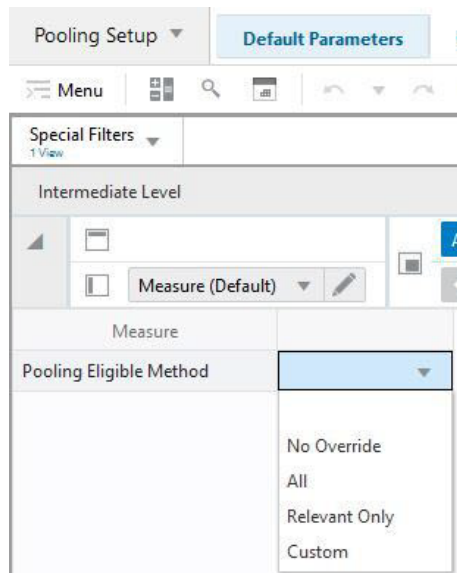 Pooling Setup
Default Parameters
Menu
Special Filters
1 View
Intermediate Level
Measure (Default)
Measure
Pooling Eligible Method
No Override
All
Relevant Only
Custom